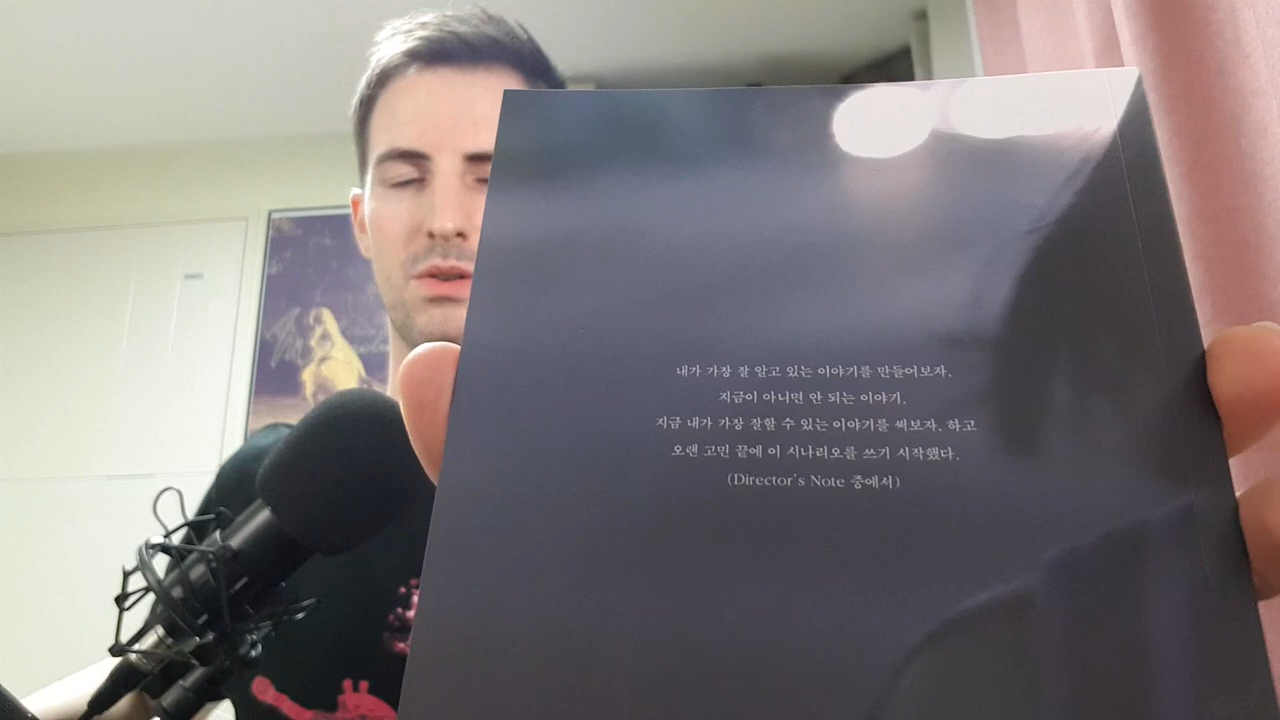 내가 가장 잘 알고 있는 이야기를 만들어보자.
지금이 아니면 안 되는 이야기.
지금 내가 가장 잘할 수 있는 이야기를 써보자. 하고
오랜 고민 끝에 이 시나리오를 쓰기 시작했다.
(Director's Note 중에서)